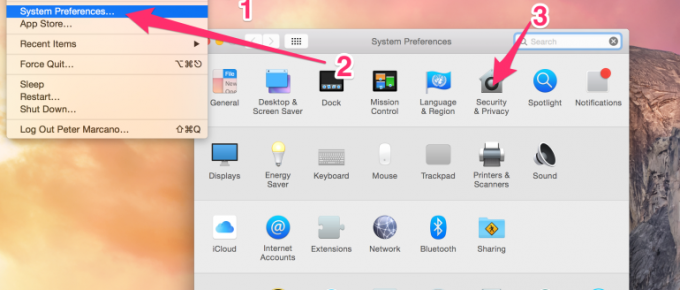 System Preferences...
App Store...
Recent Items
Force Quit... ⌥⌘⎋
Sleep
Restart...
Shut Down...
Log Out Peter Marcano... ⇧⌘Q
1
2
3
System Preferences
Search
File
New
General
Desktop &
Screen Saver
Dock
Mission
Control
Language
& Region
Security
& Privacy
Spotlight
Notifications
Displays
Energy
Saver
Keyboard
Mouse
Trackpad
Printers &
Scanners
Sound
iCloud
Internet
Accounts
Extensions
Network
Bluetooth
Sharing